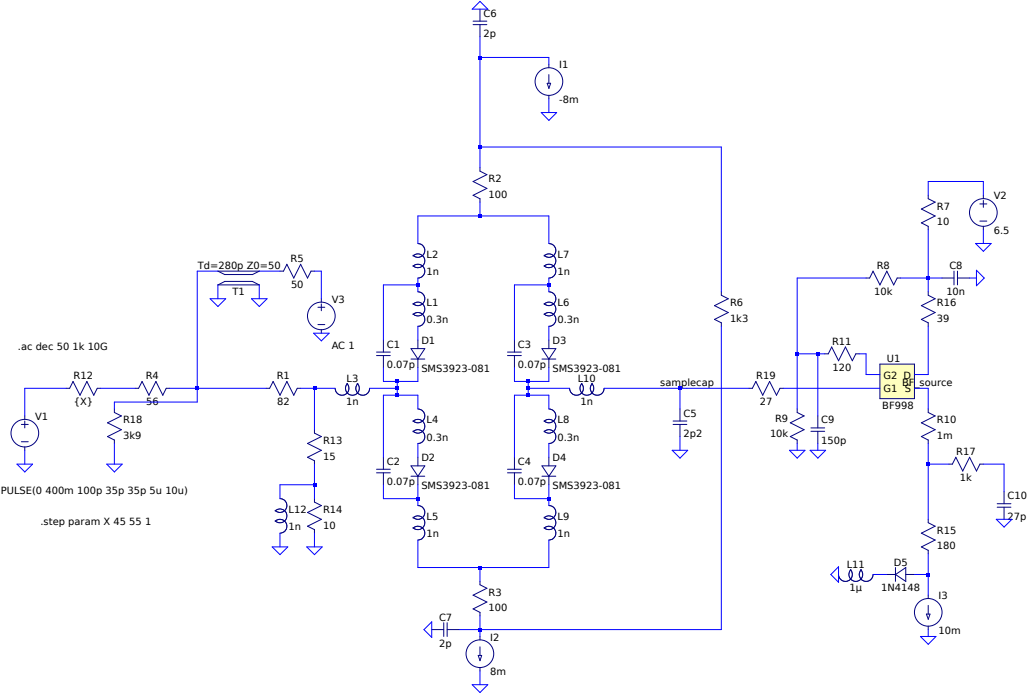 C6
2p
I1
-8m
R2
100
V2
6.5
R7
10
L2
1n
L7
1n
Td=280p Z0=50
T1
R5
50
V3
AC 1
R8
10k
C8
10n
R16
39
L1
0.3n
L6
0.3n
R6
1k3
.ac dec 50 1k 10G
C1
0.07p
D1
SMS3923-081
C3
0.07p
D3
SMS3923-081
R11
120
U1
G2 D
G1 S
BF998
BF_source
R12
{X}
R4
56
R1
82
L3
1n
L10
1n
samplecap
R19
27
V1
R18
3k9
R13
15
L4
0.3n
L8
0.3n
C5
2p2
R9
10k
C9
150p
R10
1m
C2
0.07p
D2
SMS3923-081
C4
0.07p
D4
SMS3923-081
R17
1k
C10
27p
PULSE(0 400m 100p 35p 35p 5u 10u)
.step param X 45 55 1
L12
1n
R14
10
L5
1n
L9
1n
R15
180
L11
1µ
D5
1N4148
R3
100
I3
10m
C7
2p
I2
8m